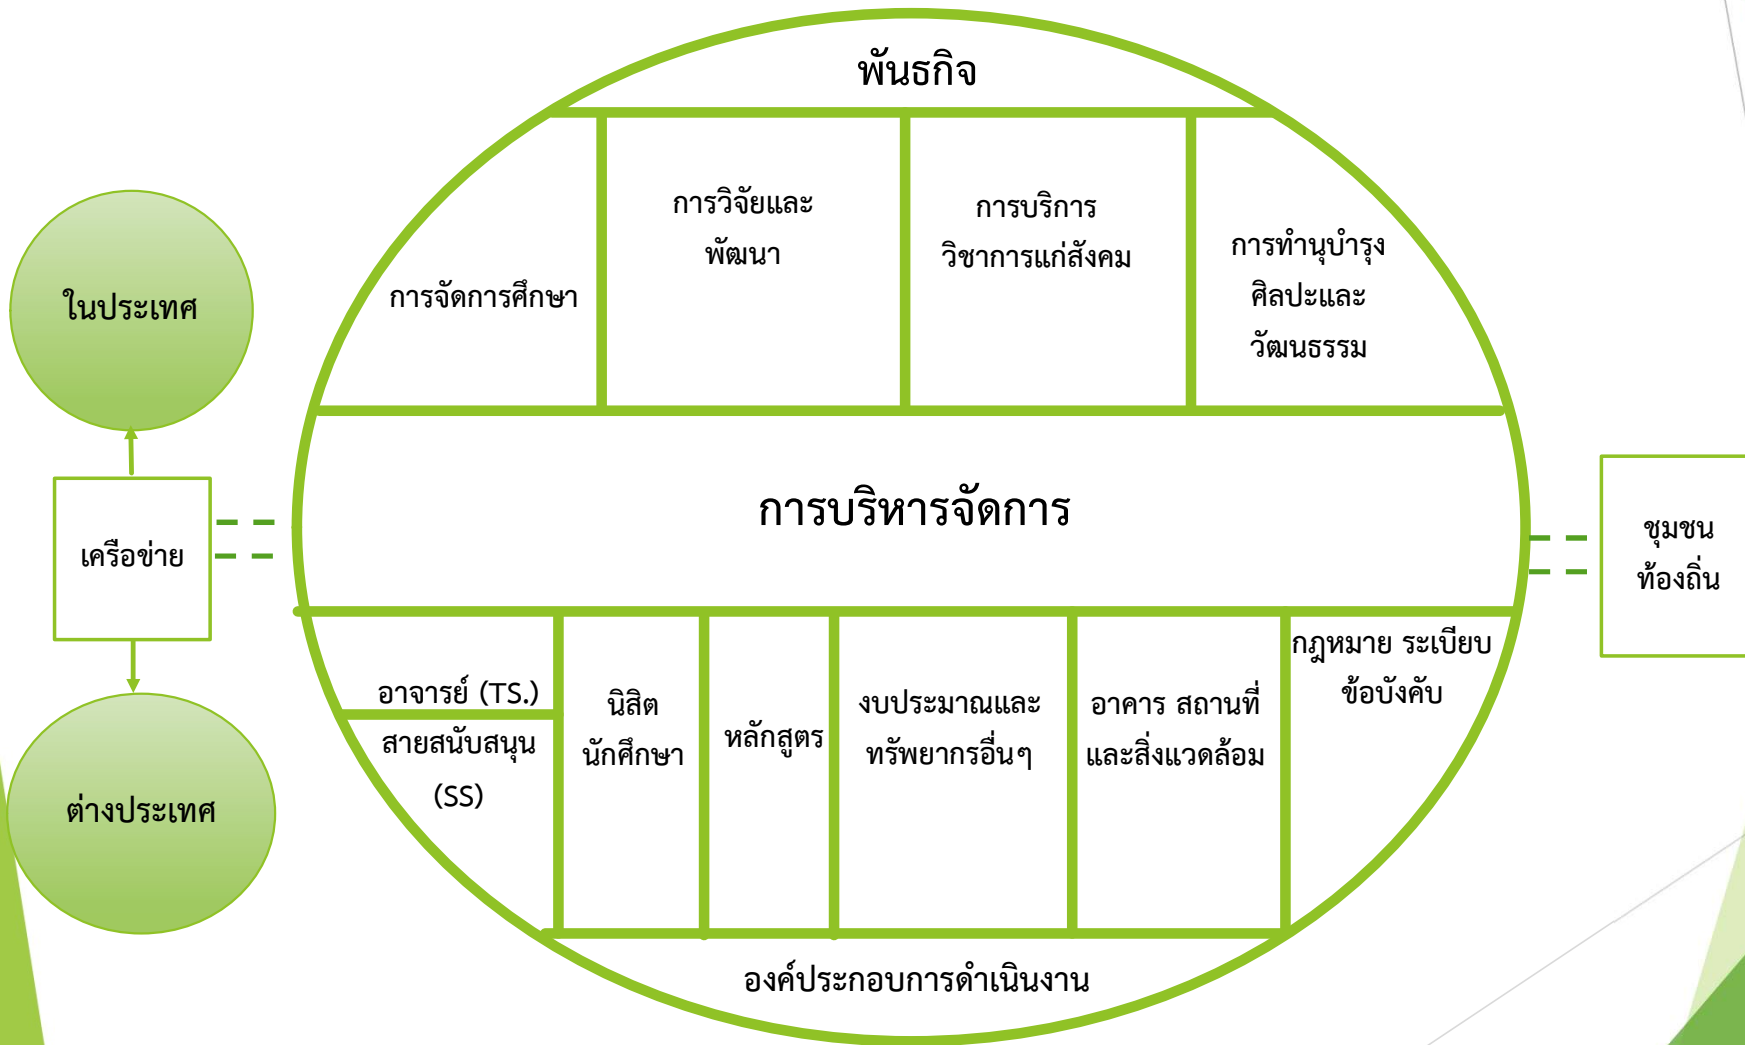 พันธกิจ
การจัดการศึกษา
การวิจัยและ
พัฒนา
การบริการ
วิชาการแก่สังคม
การทำนุบำรุง
ศิลปะและ
วัฒนธรรม
ในประเทศ
เครือข่าย
ต่างประเทศ
การบริหารจัดการ
ชุมชน
ท้องถิ่น
อาจารย์ (TS.)
สายสนับสนุน
(SS)
นิสิต
นักศึกษา
หลักสูตร
งบประมาณและ
ทรัพยากรอื่นๆ
อาคาร สถานที่
และสิ่งแวดล้อม
กฎหมาย ระเบียบ
ข้อบังคับ
องค์ประกอบการดำเนินงาน